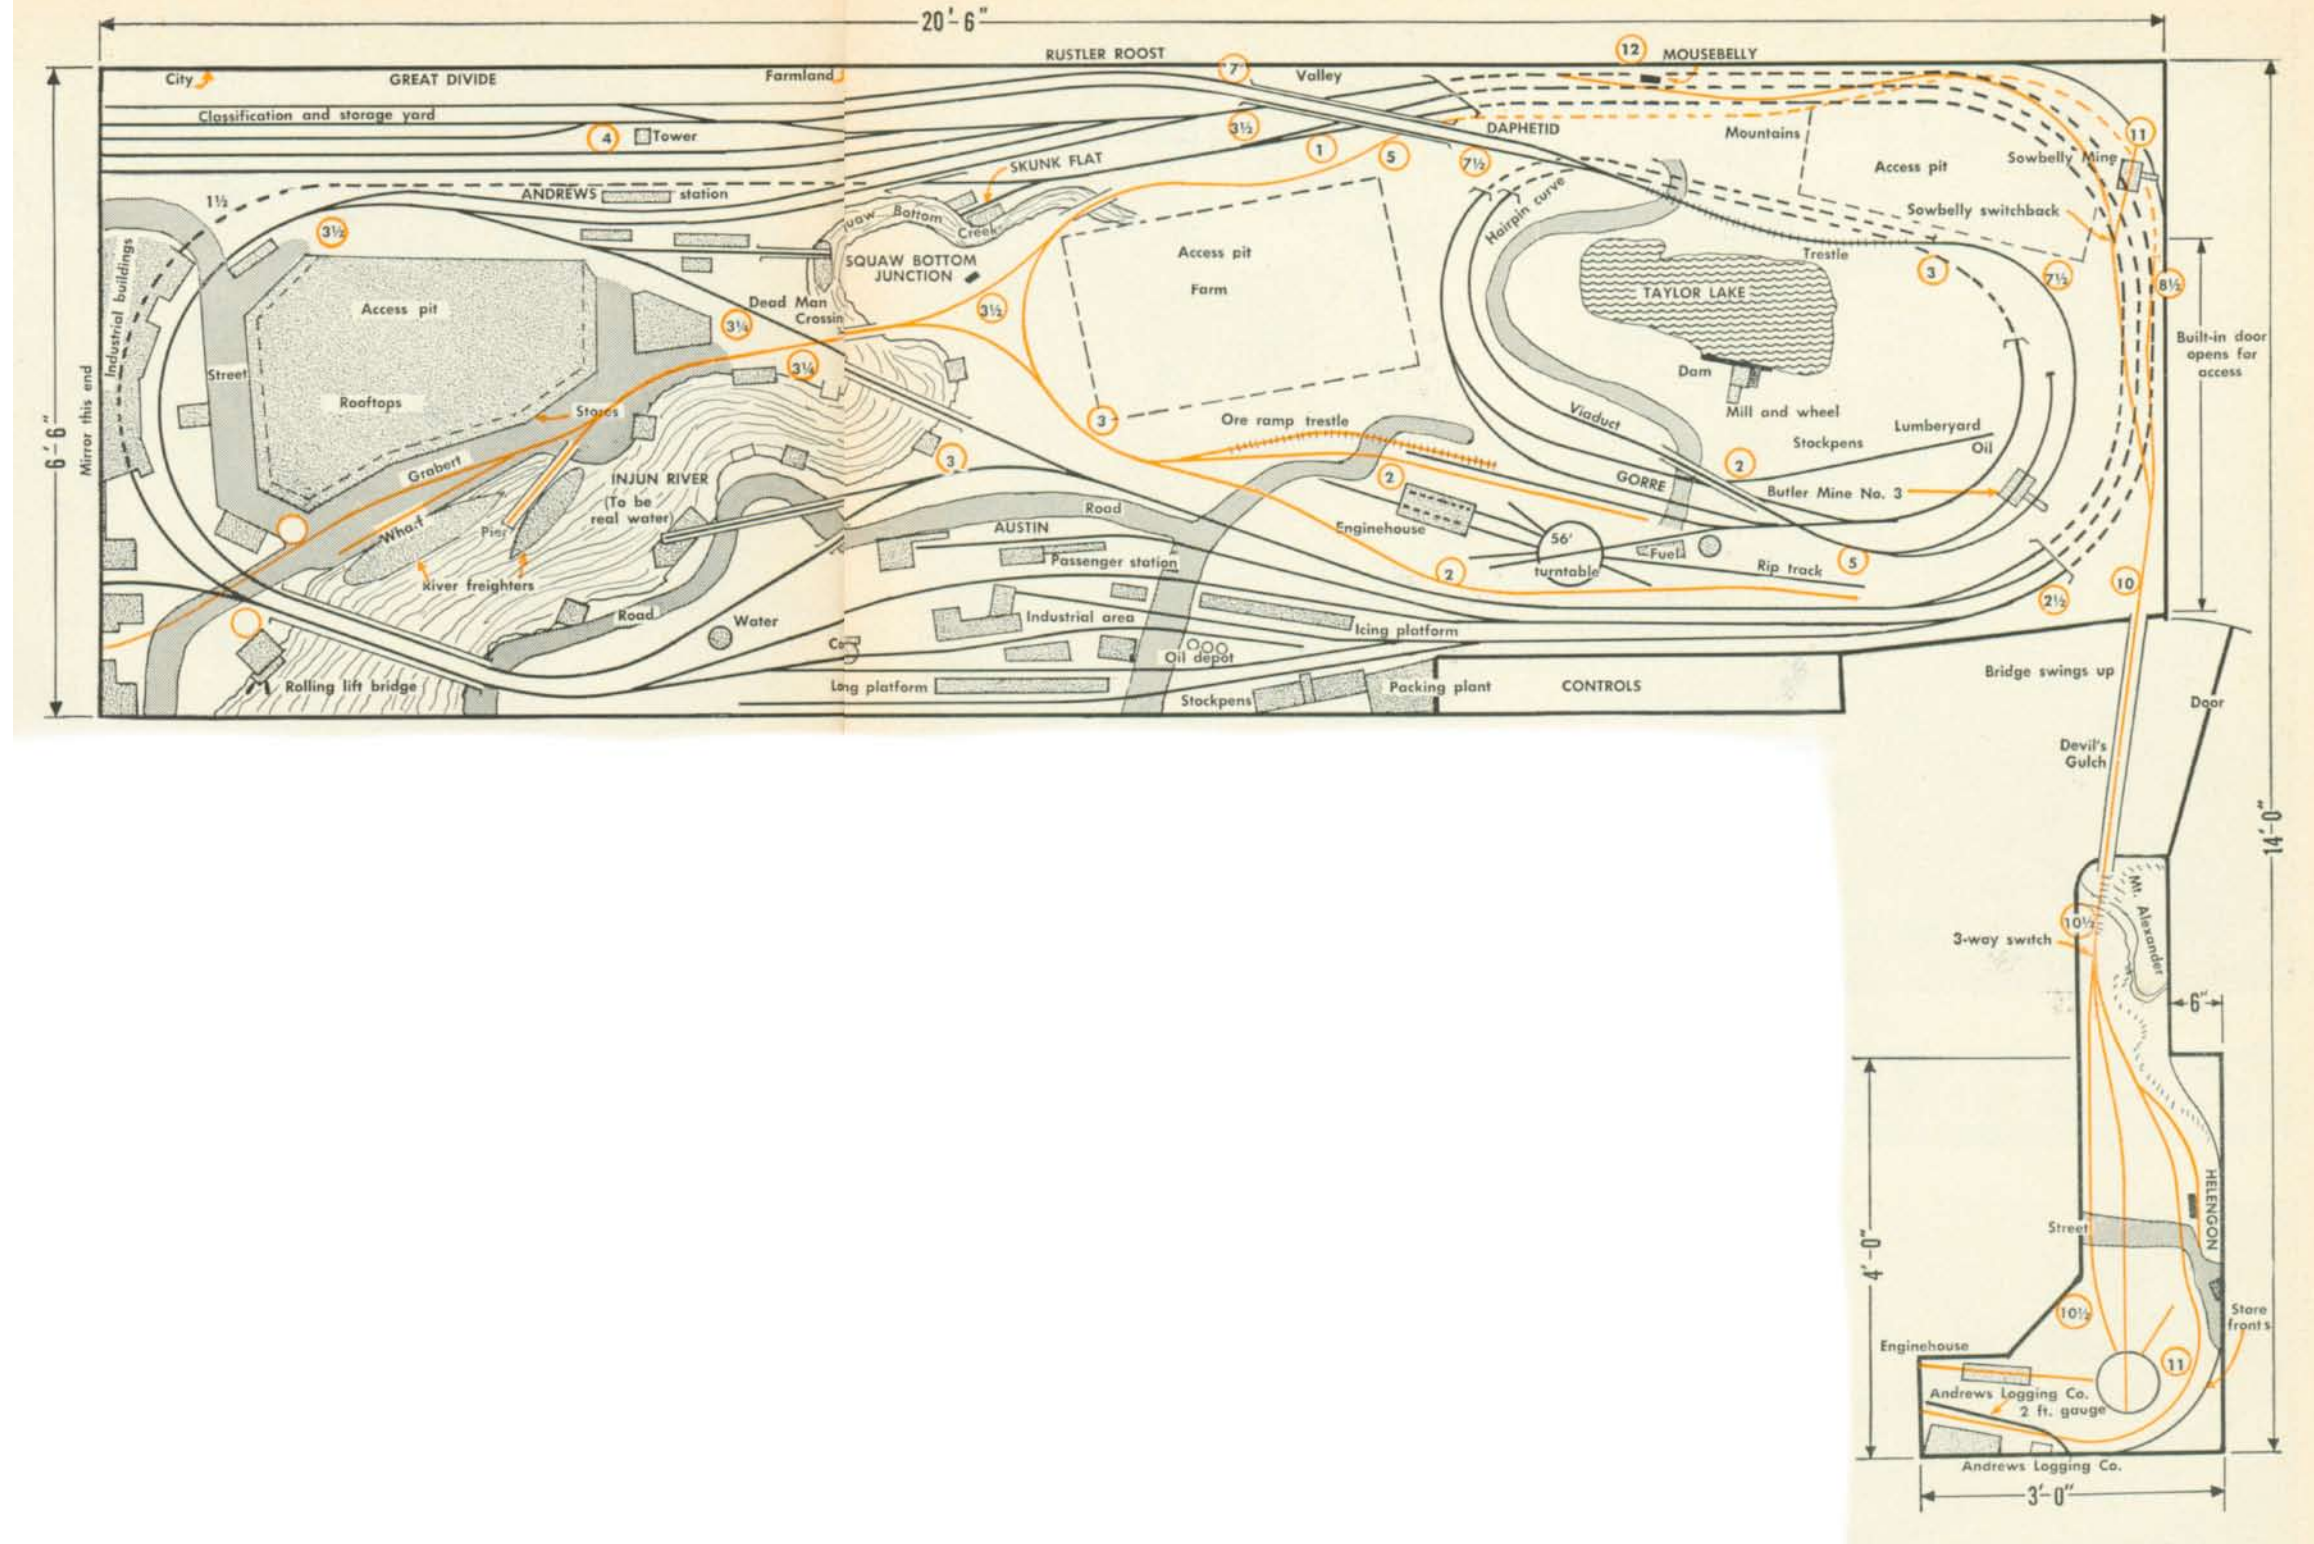 20'-6"
RUSTLER ROOST
7
12
MOUSEBELLY
City
GREAT DIVIDE
Farmland
Valley
Classification and storage yard
4
Tower
3½
1
5
DAPHETID
7½
Mountains
Access pit
11
Sowbelly Mine
SKUNK FLAT
1½
ANDREWS
station
3½
Bottom
Creek
Hairpin curve
Sowbelly switchback
Industrial buildings
SQUAW BOTTOM
JUNCTION
Access pit
Farm
Trestle
3
7½
8½
TAYLOR LAKE
Access pit
Dead Man
Crossin
3¼
3½
Built-in door
opens for
access
Mirror this end
6'-6"
Street
3¼
Dam
Rooftops
Stores
3
Ore ramp trestle
Viaduct
Mill and wheel
Lumberyard
Stockpens
Oil
Grabert
INJUN RIVER
(To be
real water)
3
2
GORRE
2
Butler Mine No. 3
Wharf
Pier
AUSTIN
Road
Enginehouse
56'
turntable
Fuel
Rip track
5
River freighters
Passenger station
2
2½
10
Road
Water
Industrial area
Icing platform
Oil depot
Rolling lift bridge
Long platform
Stockpens
Packing plant
CONTROLS
Bridge swings up
Door
Devil's
Gulch
14'-0"
Mt. Alexander
10½
3-way switch
6"
4'-0"
HELENGON
Street
10½
Store
fronts
Enginehouse
11
Andrews Logging Co.
2 ft. gauge
Andrews Logging Co.
3'-0"